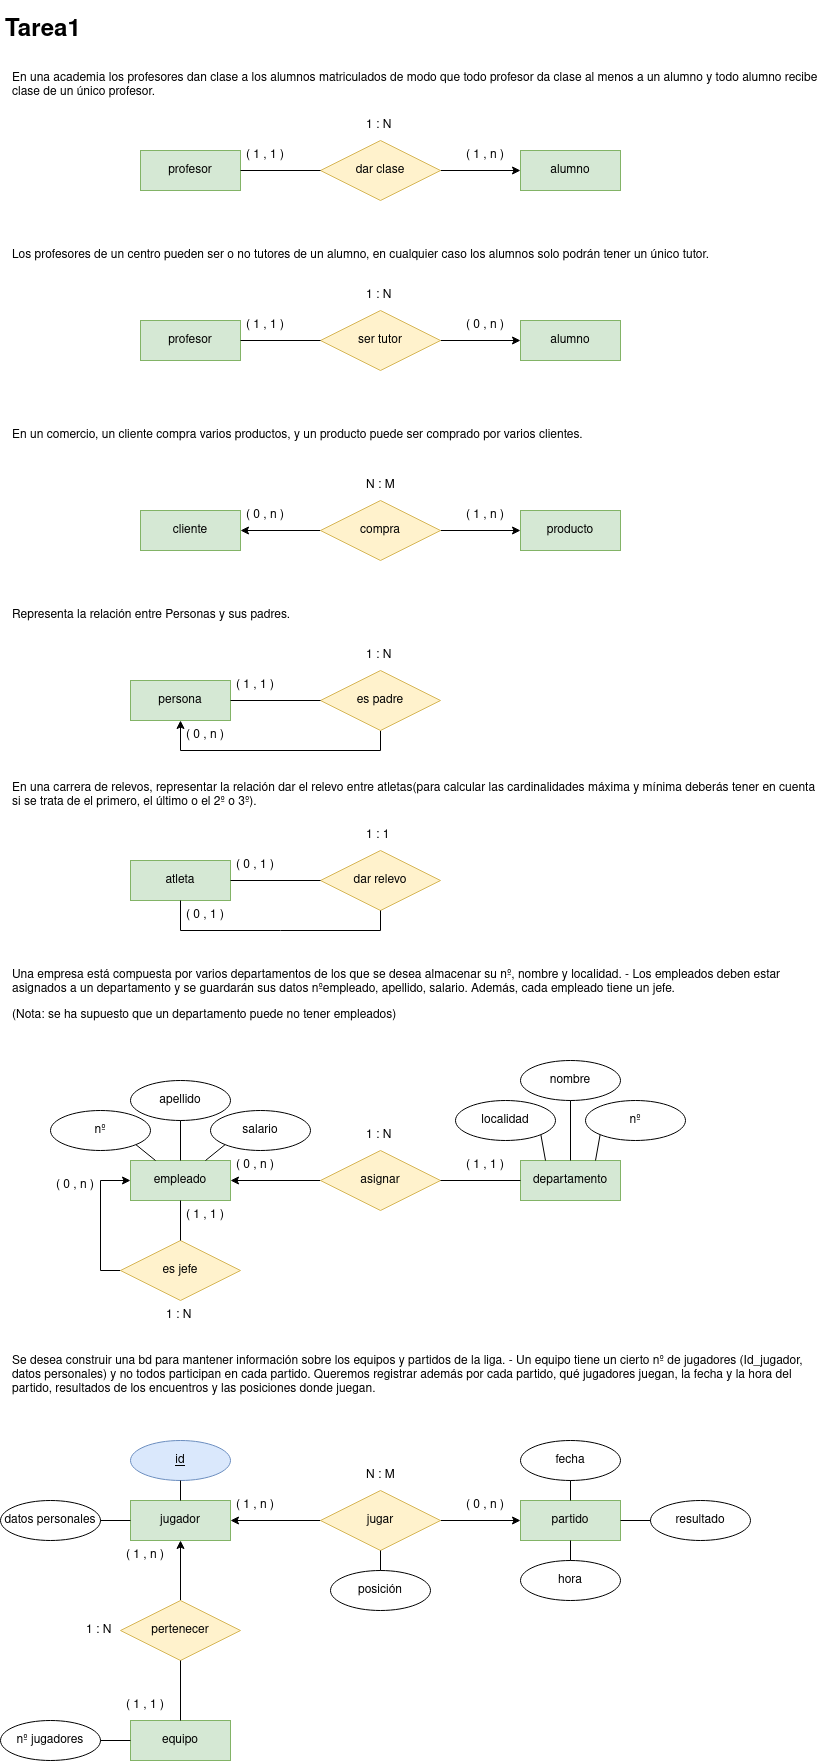 Tarea1
En una academia los profesores dan clase a los alumnos matriculados de modo que todo profesor da clase al menos a un alumno y todo alumno recibe
clase de un único profesor.
1 : N
profesor
( 1 , 1 )
dar clase
( 1 , n )
alumno
Los profesores de un centro pueden ser o no tutores de un alumno, en cualquier caso los alumnos solo podrán tener un único tutor.
1 : N
profesor
( 1 , 1 )
ser tutor
( 0 , n )
alumno
En un comercio, un cliente compra varios productos, y un producto puede ser comprado por varios clientes.
N : M
cliente
( 0 , n )
compra
( 1 , n )
producto
Representa la relación entre Personas y sus padres.
1 : N
persona
( 1 , 1 )
es padre
( 0 , n )
En una carrera de relevos, representar la relación dar el relevo entre atletas(para calcular las cardinalidades máxima y mínima deberás tener en cuenta
si se trata de el primero, el último o el 2º o 3º).
1 : 1
atleta
( 0 , 1 )
dar relevo
( 0 , 1 )
Una empresa está compuesta por varios departamentos de los que se desea almacenar su nº, nombre y localidad. - Los empleados deben estar
asignados a un departamento y se guardarán sus datos nºempleado, apellido, salario. Además, cada empleado tiene un jefe.
(Nota: se ha supuesto que un departamento puede no tener empleados)
nombre
apellido
localidad
nº
nº
salario
1 : N
( 0 , n )
( 1 , 1 )
( 0 , n )
empleado
asignar
departamento
( 1 , 1 )
es jefe
1 : N
Se desea construir una bd para mantener información sobre los equipos y partidos de la liga. - Un equipo tiene un cierto nº de jugadores (Id_jugador,
datos personales) y no todos participan en cada partido. Queremos registrar además por cada partido, qué jugadores juegan, la fecha y la hora del
partido, resultados de los encuentros y las posiciones donde juegan.
id
fecha
N : M
( 1 , n )
( 0 , n )
datos personales
jugador
jugar
partido
resultado
( 1 , n )
posición
hora
1 : N
pertenecer
( 1 , 1 )
nº jugadores
equipo